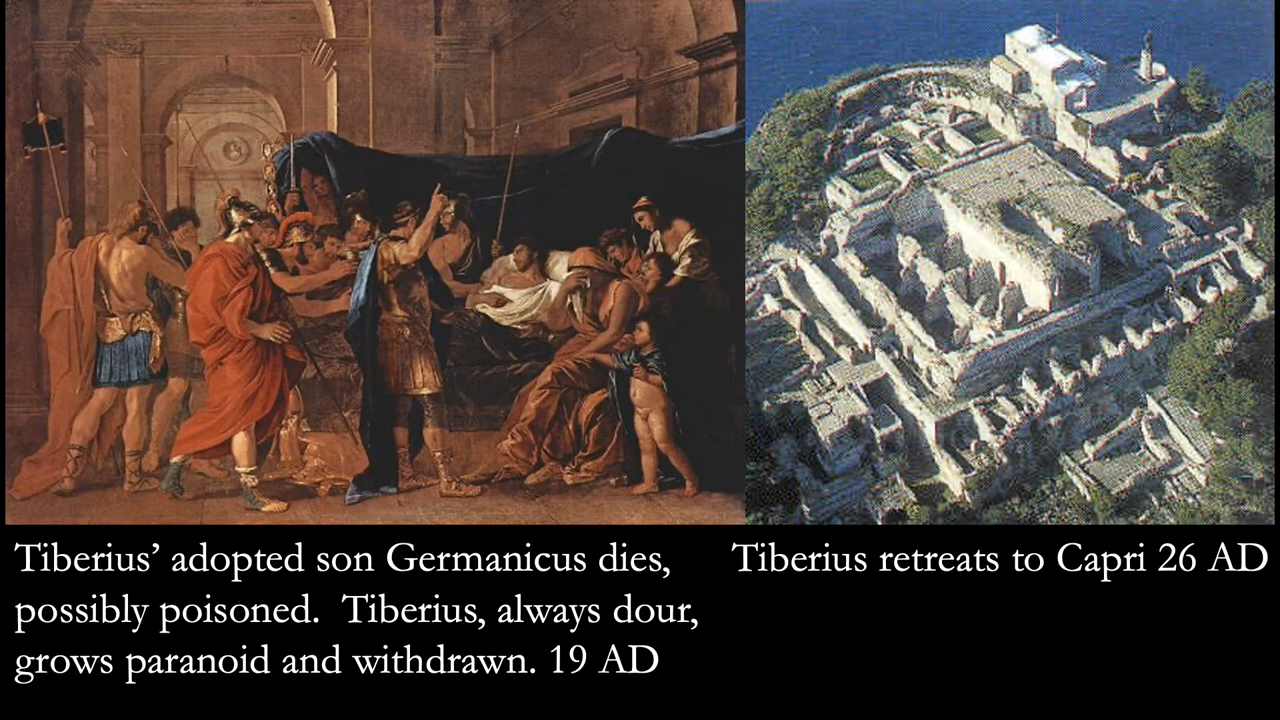 Tiberius’ adopted son Germanicus dies,
possibly poisoned.  Tiberius, always dour,
grows paranoid and withdrawn. 19 AD
Tiberius retreats to Capri 26 AD